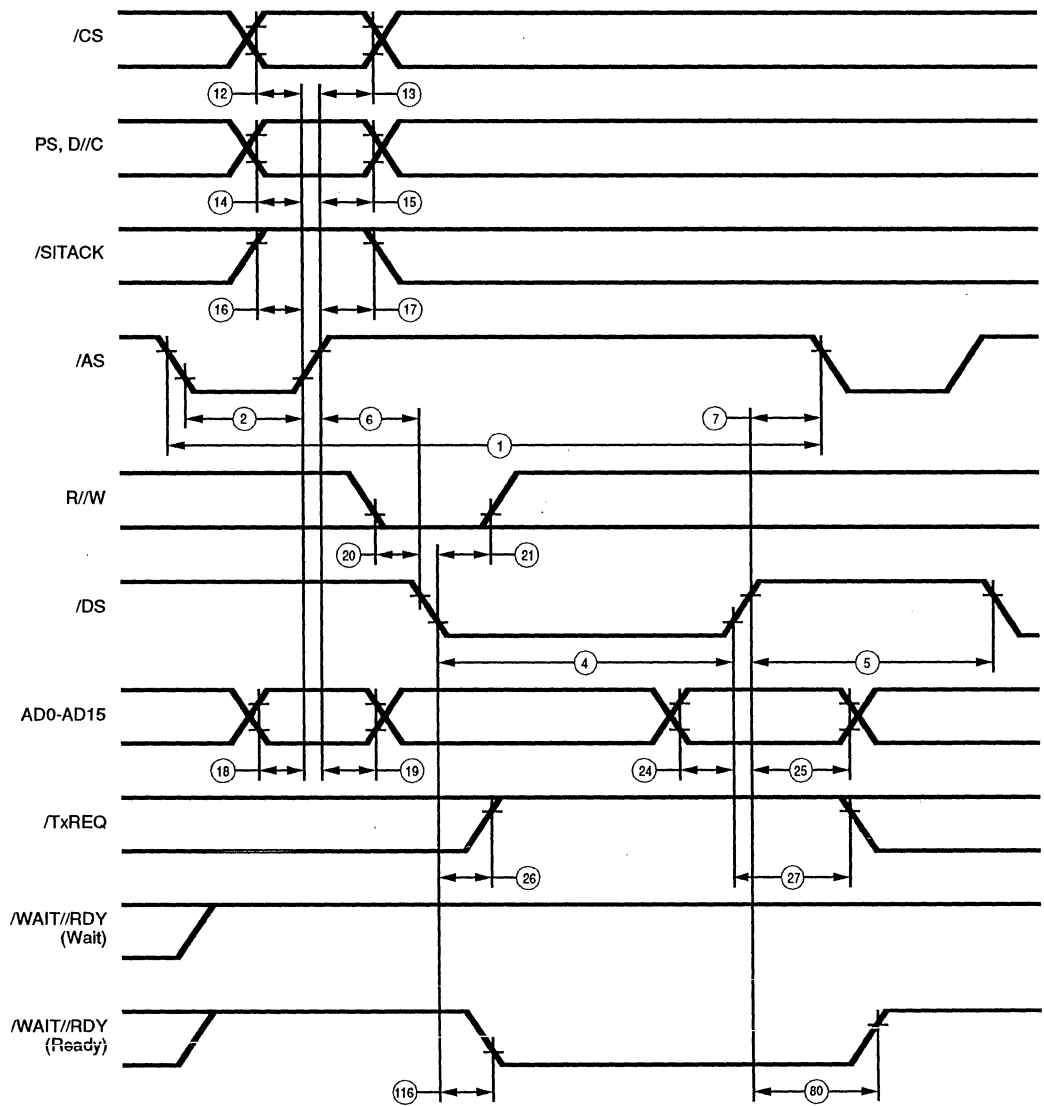 /CS
12
13
PS, D//C
14
15
/SITACK
16
17
/AS
2
6
7
1
R//W
20
21
/DS
4
5
AD0-AD15
18
19
24
25
/TxREQ
26
27
/WAIT//RDY
(Wait)
/WAIT//RDY
(Ready)
116
80